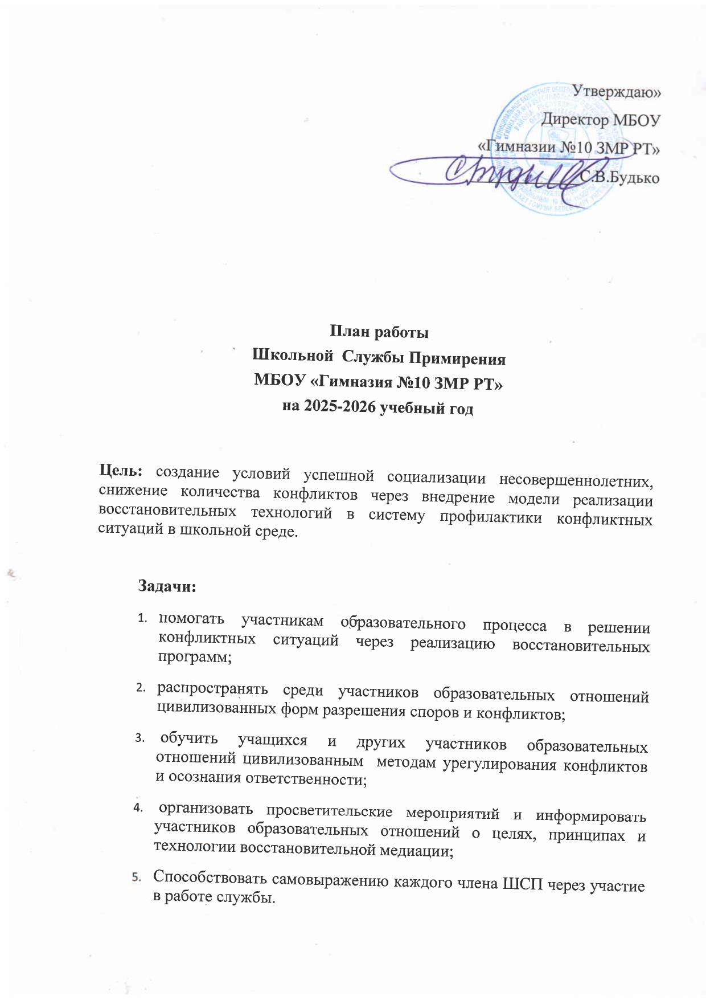 Утверждаю»
Директор МБОУ
«Гимназии №10 ЗМР РТ»
С.В.Будько
План работы
Школьной Службы Примирения
МБОУ «Гимназия №10 ЗМР РТ»
на 2025-2026 учебный год
Цель: создание условий успешной социализации несовершеннолетних,
снижение количества конфликтов через внедрение модели реализации
восстановительных технологий в систему профилактики конфликтных
ситуаций в школьной среде.
Задачи:
1. помогать участникам образовательного процесса в решении
конфликтных ситуаций через реализацию восстановительных
программ;
2. распространять среди участников образовательных отношений
цивилизованных форм разрешения споров и конфликтов;
3. обучить учащихся и других участников образовательных
отношений цивилизованным методам урегулирования конфликтов
и осознания ответственности;
4. организовать просветительские мероприятий и информировать
участников образовательных отношений о целях, принципах и
технологии восстановительной медиации;
5. Способствовать самовыражению каждого члена ШСП через участие
в работе службы.